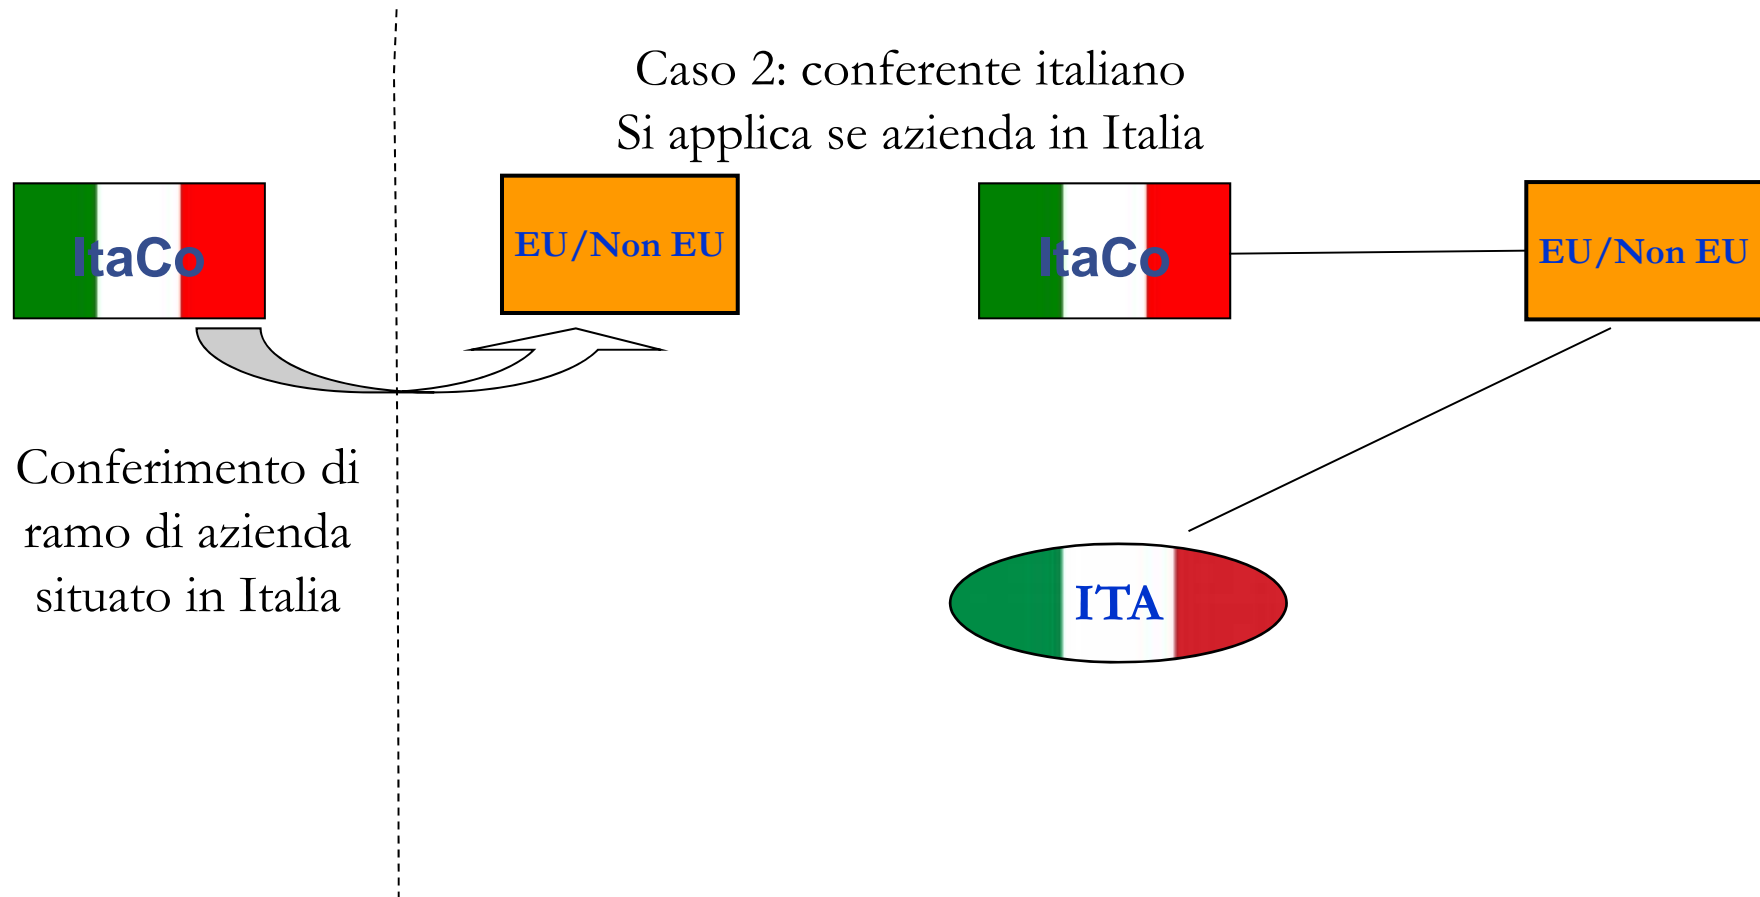 Caso 2: conferente italiano
Si applica se azienda in Italia
ItaCo
EU/Non EU
ItaCo
EU/Non EU
Conferimento di
ramo di azienda
situato in Italia
ITA